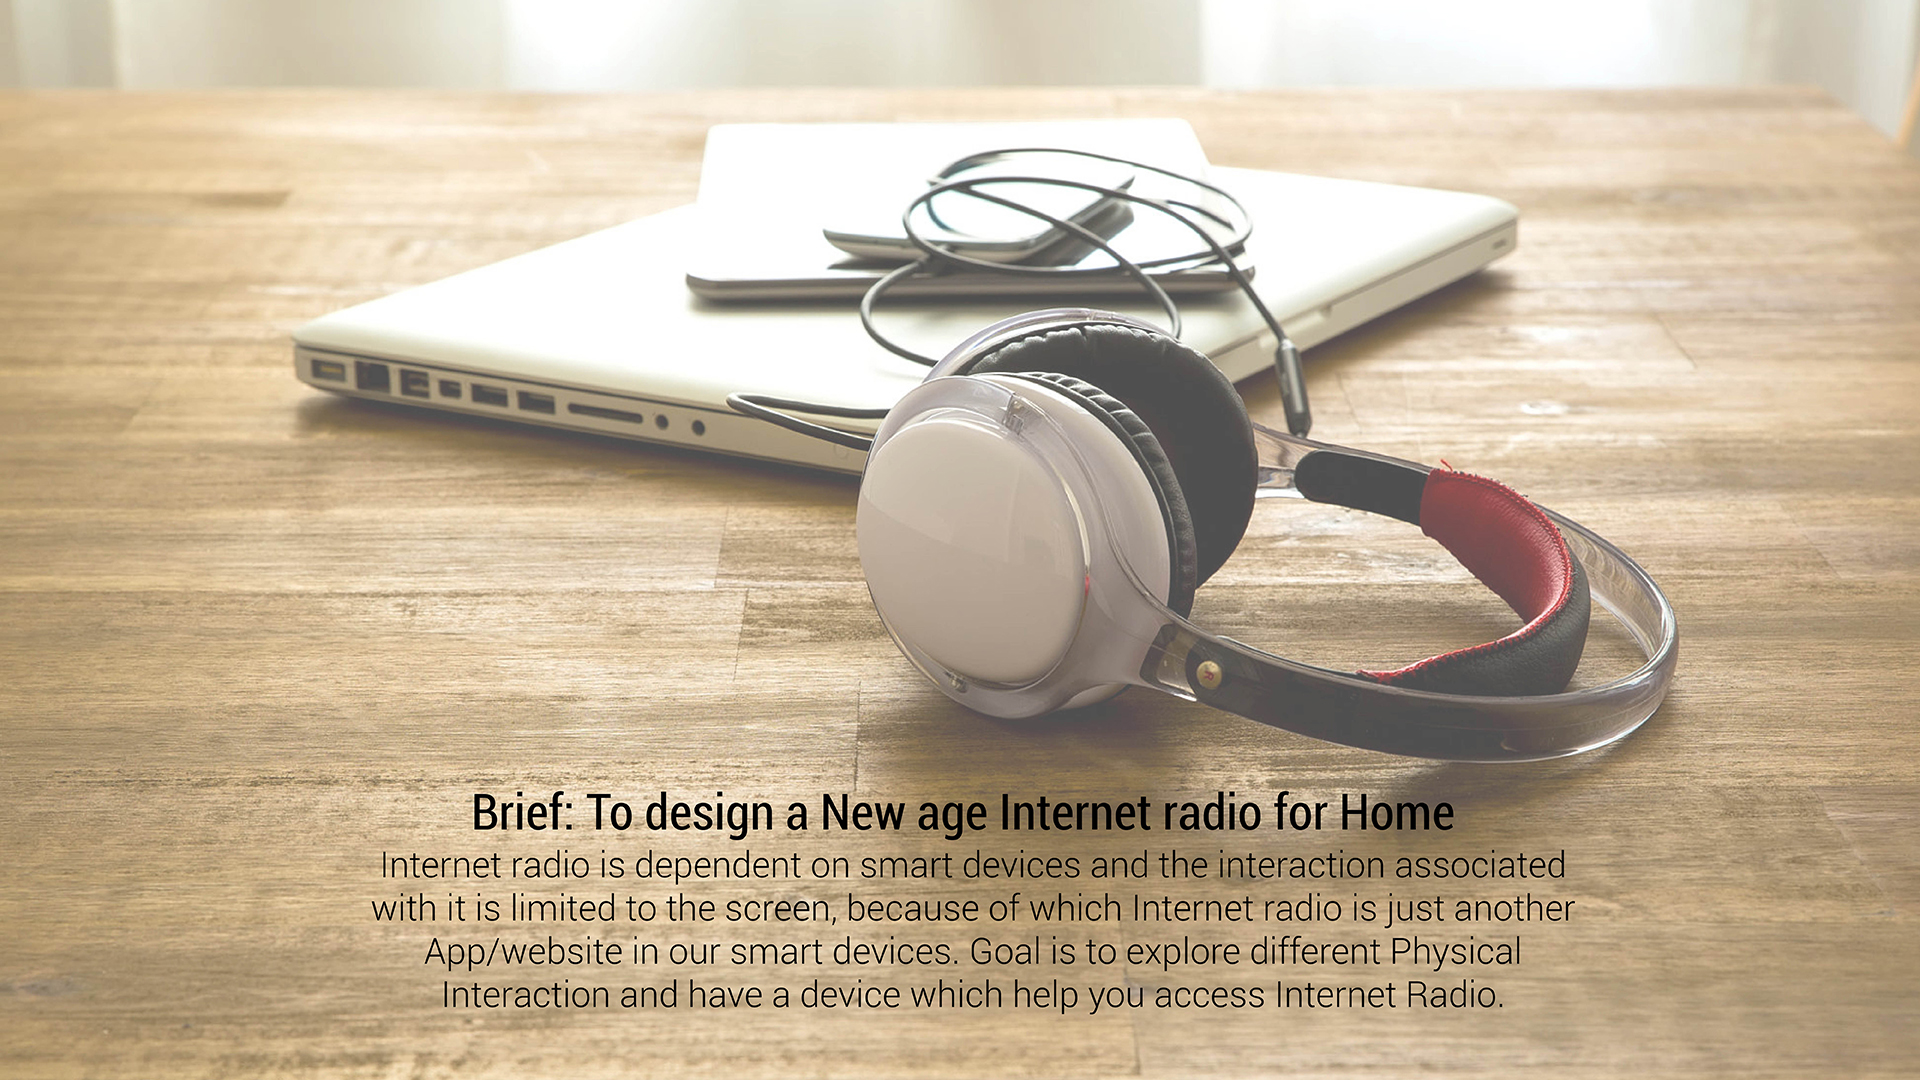 Brief: To design a New age Internet radio for Home
Internet radio is dependent on smart devices and the interaction associated
with it is limited to the screen, because of which Internet radio is just another
App/website in our smart devices. Goal is to explore different Physical
Interaction and have a device which help you access Internet Radio.
R